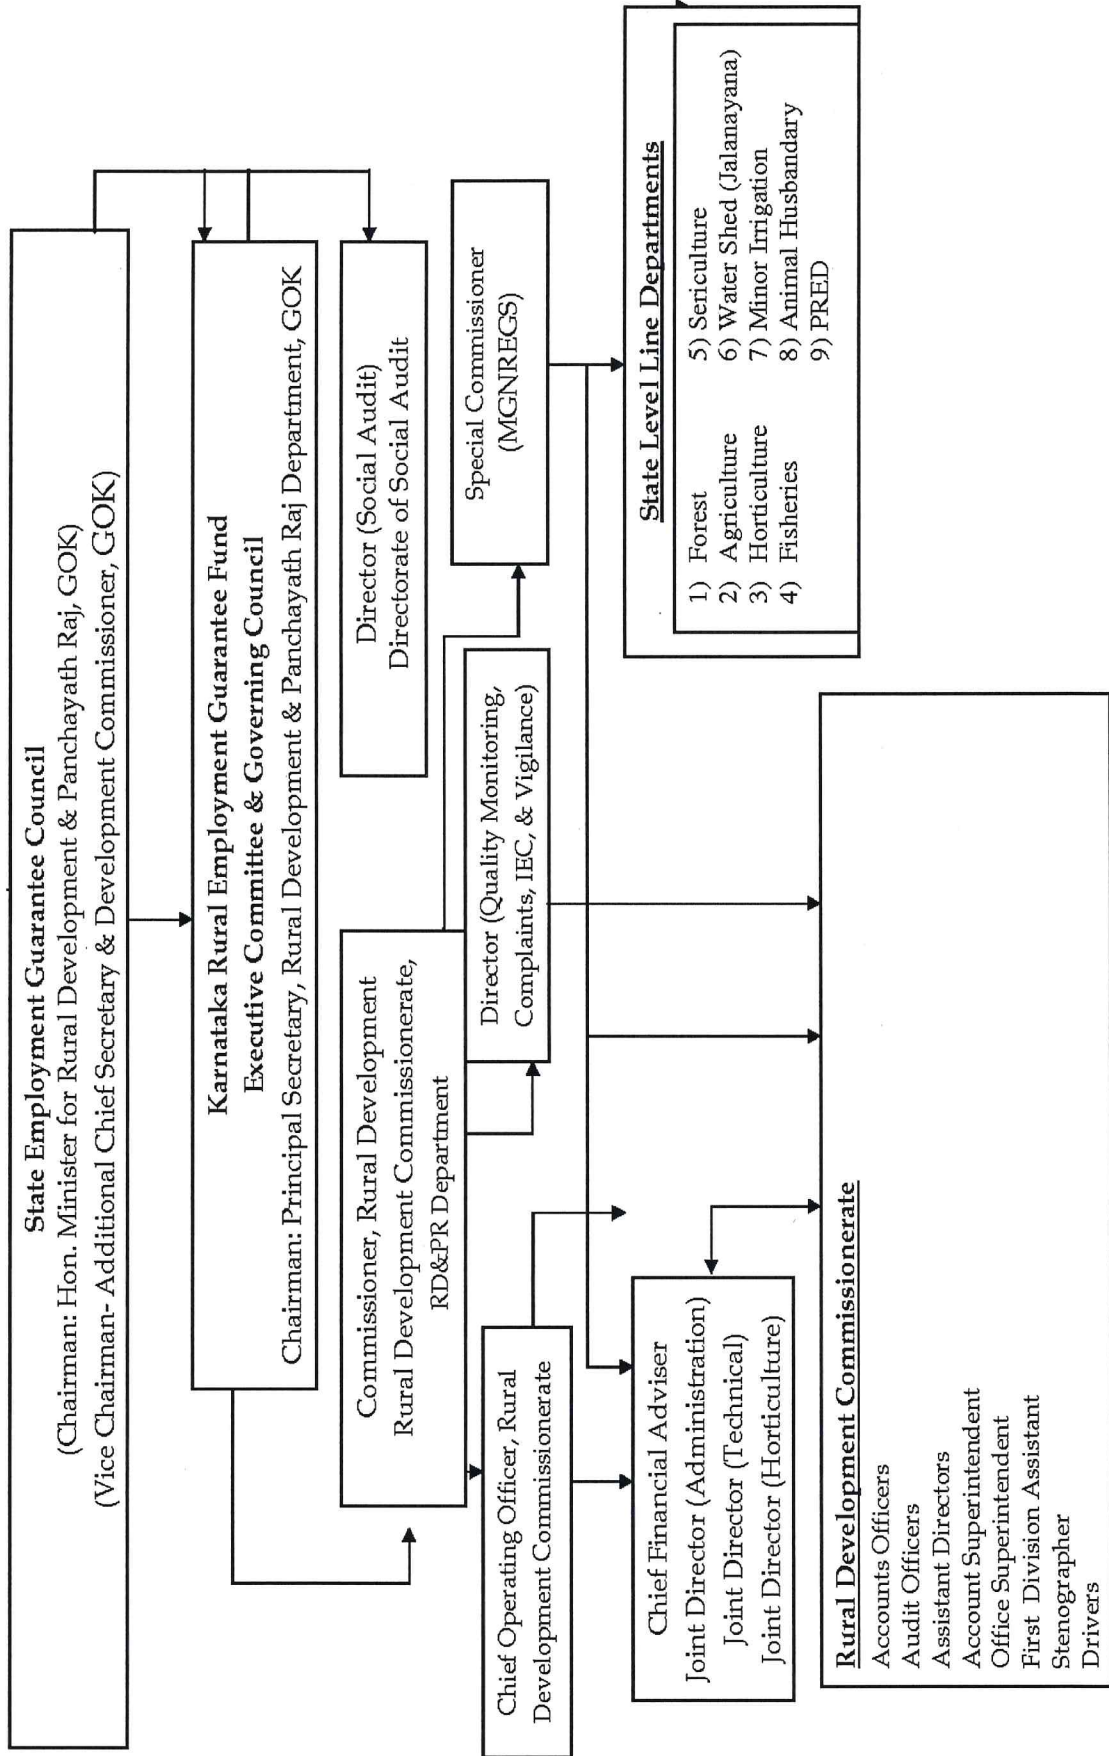 State Employment Guarantee Council
(Chairman: Hon. Minister for Rural Development & Panchayath Raj, GOK)
(Vice Chairman- Additional Chief Secretary & Development Commissioner, GOK)
Karnataka Rural Employment Guarantee Fund
Executive Committee & Governing Council
Chairman: Principal Secretary, Rural Development & Panchayath Raj Department, GOK
Commissioner, Rural Development
Rural Development Commissionerate,
RD&PR Department
Director (Social Audit)
Directorate of Social Audit
Chief Operating Officer, Rural
Development Commissionerate
Director (Quality Monitoring,
Complaints, IEC, & Vigilance)
Special Commissioner
(MGNREGS)
Chief Financial Adviser
Joint Director (Administration)
Joint Director (Technical)
Joint Director (Horticulture)
State Level Line Departments
1) Forest
2) Agriculture
3) Horticulture
4) Fisheries
5) Sericulture
6) Water Shed (Jalanayana)
7) Minor Irrigation
8) Animal Husbandary
9) PRED
Rural Development Commissionerate
Accounts Officers
Audit Officers
Assistant Directors
Account Superintendent
Office Superintendent
First Division Assistant
Stenographer
Drivers